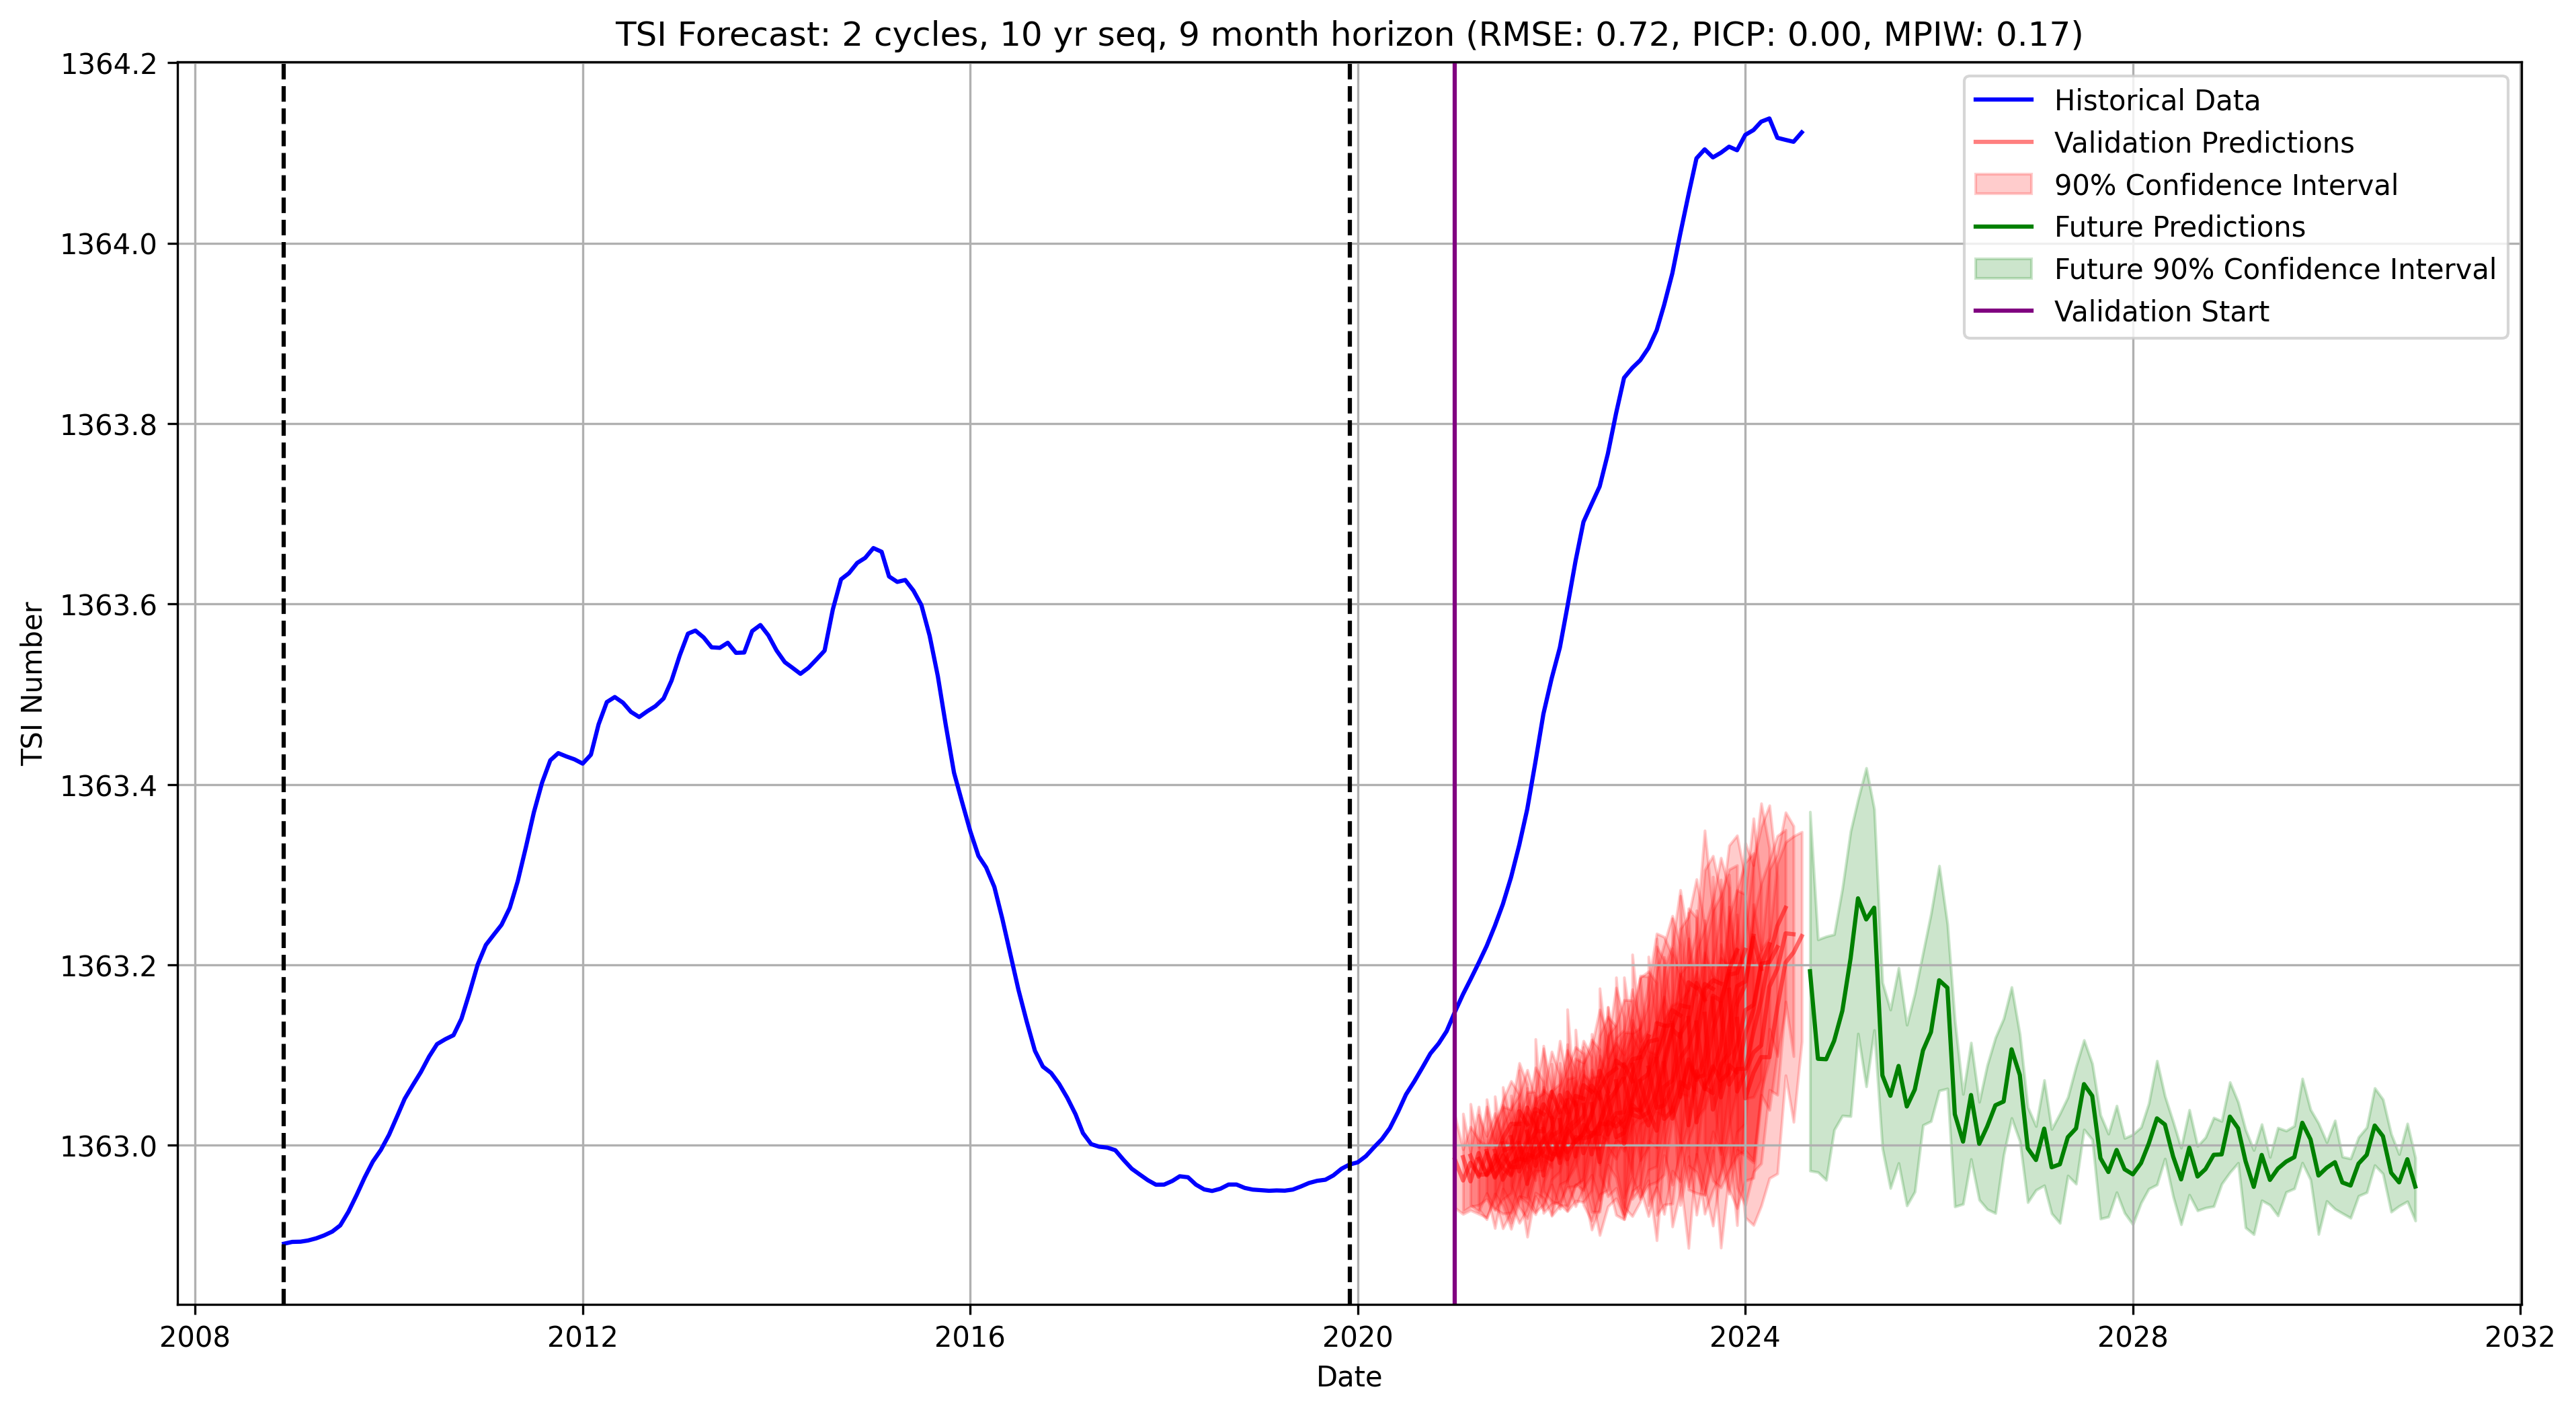 TSI Forecast: 2 cycles, 10 yr seq, 9 month horizon (RMSE: 0.72, PICP: 0.00, MPIW: 0.17)
1364.2
1364.0
1363.8
1363.6
1363.4
1363.2
1363.0
TSI Number
Historical Data
Validation Predictions
90% Confidence Interval
Future Predictions
Future 90% Confidence Interval
Validation Start
2008
2012
2016
2020
2024
2028
2032
Date